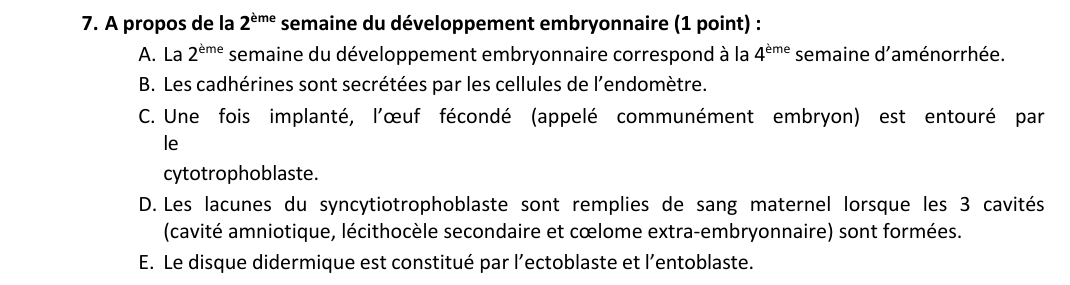 7. A propos de la 2ème semaine du développement embryonnaire (1 point) :
A. La 2ème semaine du développement embryonnaire correspond à la 4ème semaine d’aménorrhée.
B. Les cadhérines sont secrétées par les cellules de l’endomètre.
C. Une fois implanté, l’œuf fécondé (appelé communément embryon) est entouré par
le
cytotrophoblaste.
D. Les lacunes du syncytiotrophoblaste sont remplies de sang maternel lorsque les 3 cavités
(cavité amniotique, lécithocèle secondaire et cœlome extra-embryonnaire) sont formées.
E. Le disque didermique est constitué par l’ectoblaste et l’entoblaste.